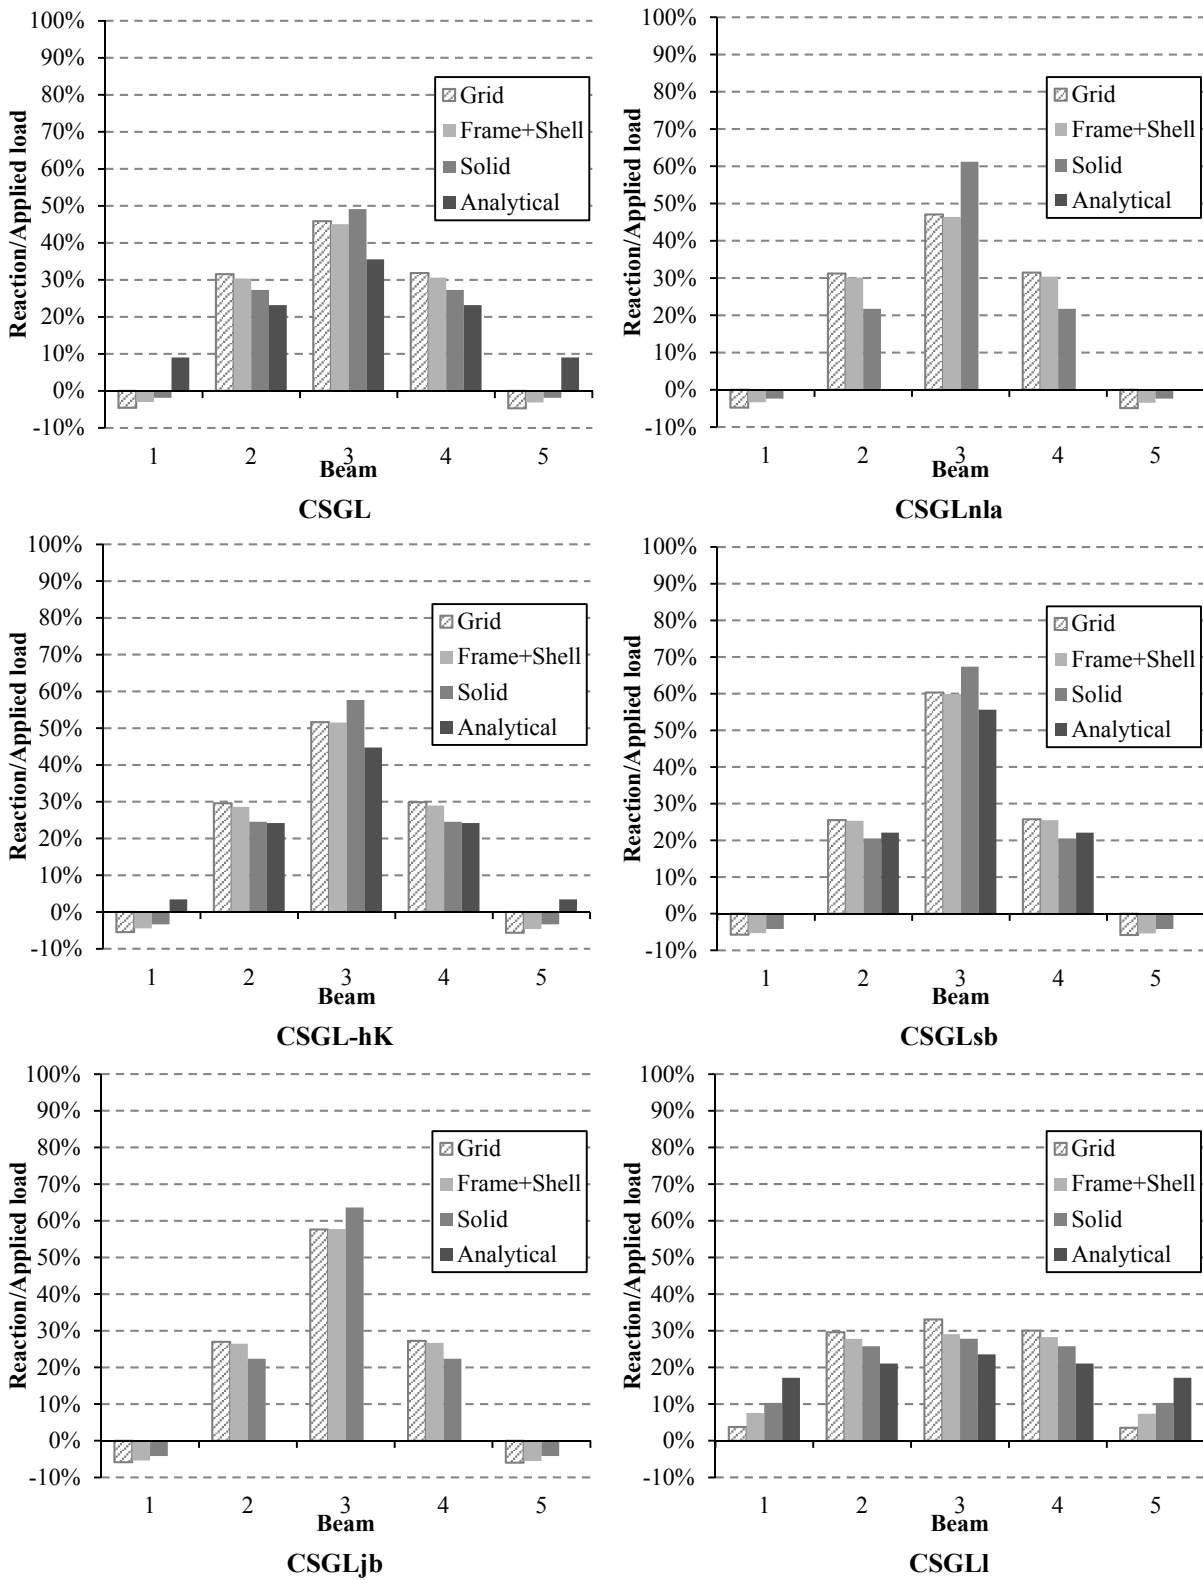 100%
90%
80%
70%
60%
50%
40%
30%
20%
10%
0%
-10%
Reaction/Applied load
Grid
Frame+Shell
Solid
Analytical
1 2 3 4 5
Beam
CSGL
100%
90%
80%
70%
60%
50%
40%
30%
20%
10%
0%
-10%
Reaction/Applied load
Grid
Frame+Shell
Solid
Analytical
1 2 3 4 5
Beam
CSGLnla
100%
90%
80%
70%
60%
50%
40%
30%
20%
10%
0%
-10%
Reaction/Applied load
Grid
Frame+Shell
Solid
Analytical
1 2 3 4 5
Beam
CSGL-hK
100%
90%
80%
70%
60%
50%
40%
30%
20%
10%
0%
-10%
Reaction/Applied load
Grid
Frame+Shell
Solid
Analytical
1 2 3 4 5
Beam
CSGLsb
100%
90%
80%
70%
60%
50%
40%
30%
20%
10%
0%
-10%
Reaction/Applied load
Grid
Frame+Shell
Solid
Analytical
1 2 3 4 5
Beam
CSGLjb
100%
90%
80%
70%
60%
50%
40%
30%
20%
10%
0%
-10%
Reaction/Applied load
Grid
Frame+Shell
Solid
Analytical
1 2 3 4 5
Beam
CSGLl